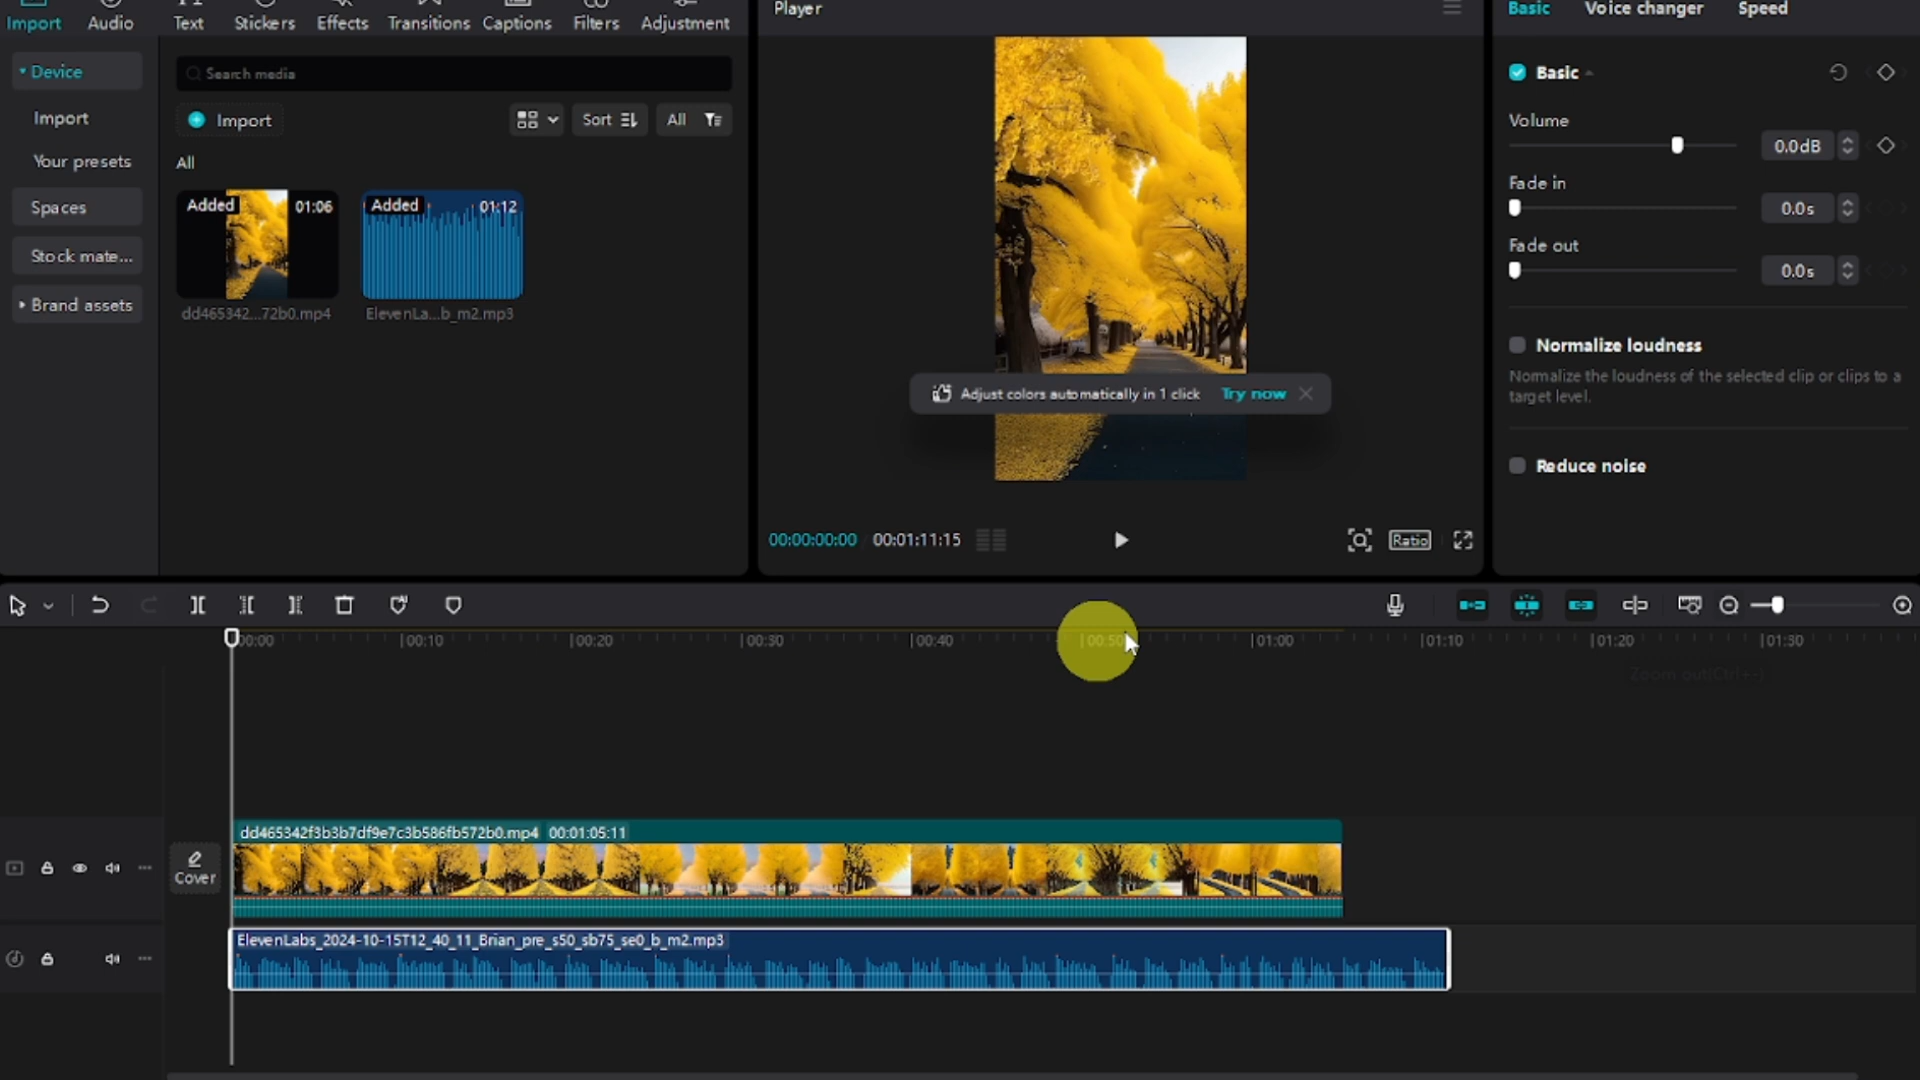 Import Audio Text Stickers Effects Transitions Captions Filters Adjustment
Device
Import
Your presets
Spaces
Stock mate...
Brand assets
Search media
Import
Sort
All
All
Added 01:06
dd465342...72b0.mp4
Added 01:12
ElevenLa...b_m2.mp3
Player
Adjust colors automatically in 1 click Try now
00:00:00:00 00:01:11:15
Ratio
Basic Voice changer Speed
Basic
Volume
0.0dB
Fade in
0.0s
Fade out
0.0s
Normalize loudness
Normalize the loudness of the selected clip or clips to a
target level.
Reduce noise
00:00 00:10 00:20 00:30 00:40 00:50 01:00 01:10 01:20 01:30
Zoom out(Ctrl+-)
Cover
dd465342f3b3b7df9e7c3b586fb572b0.mp4 00:01:05:11
ElevenLabs_2024-10-15T12_40_11_Brian_pre_s50_sb75_se0_b_m2.mp3